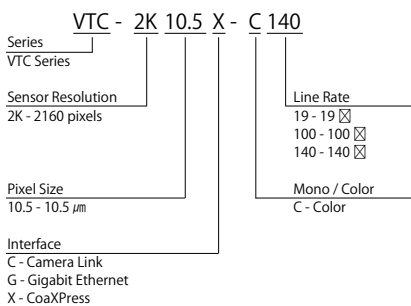 VTC - 2K 10.5 X - C 140
Series
VTC Series
Sensor Resolution
2K - 2160 pixels
Line Rate
19 - 19
100 - 100
140 - 140
Pixel Size
10.5 - 10.5 ㎛
Mono / Color
C - Color
Interface
C - Camera Link
G - Gigabit Ethernet
X - CoaXPress